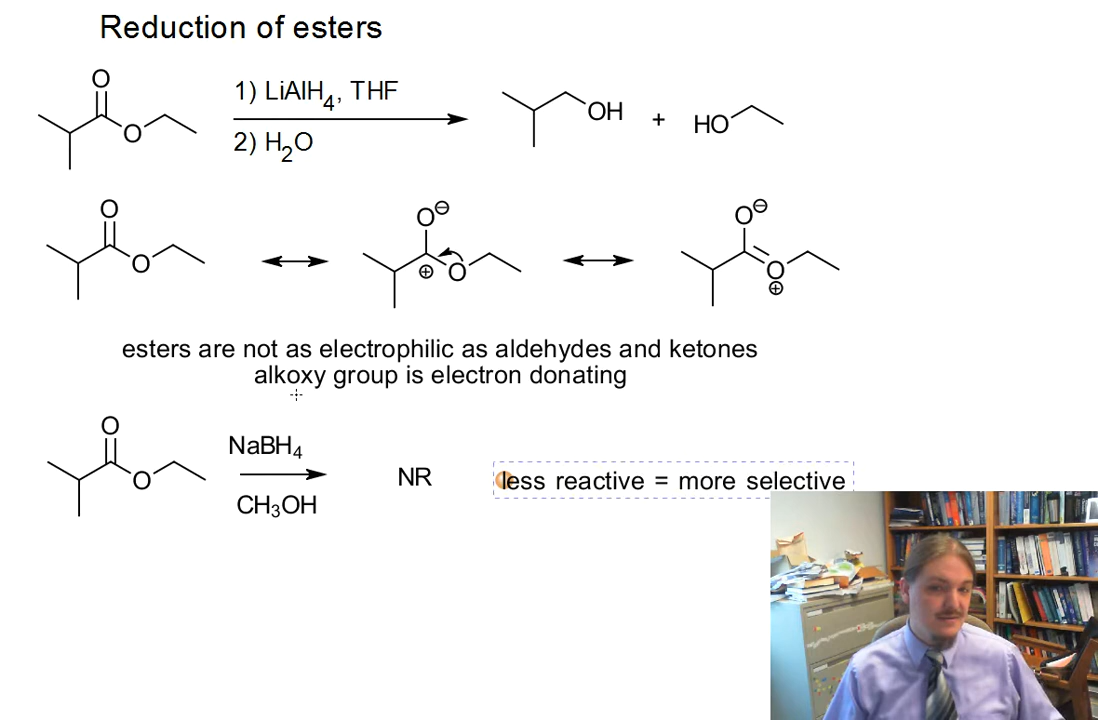 Reduction of esters
O
O
1) LiAlH4, THF
2) H2O
OH
+
HO
O
O
O⊖
⊕
O
O⊖
O
⊕
esters are not as electrophilic as aldehydes and ketones
alkoxy group is electron donating
O
O
NaBH4
CH3OH
NR
less reactive = more selective